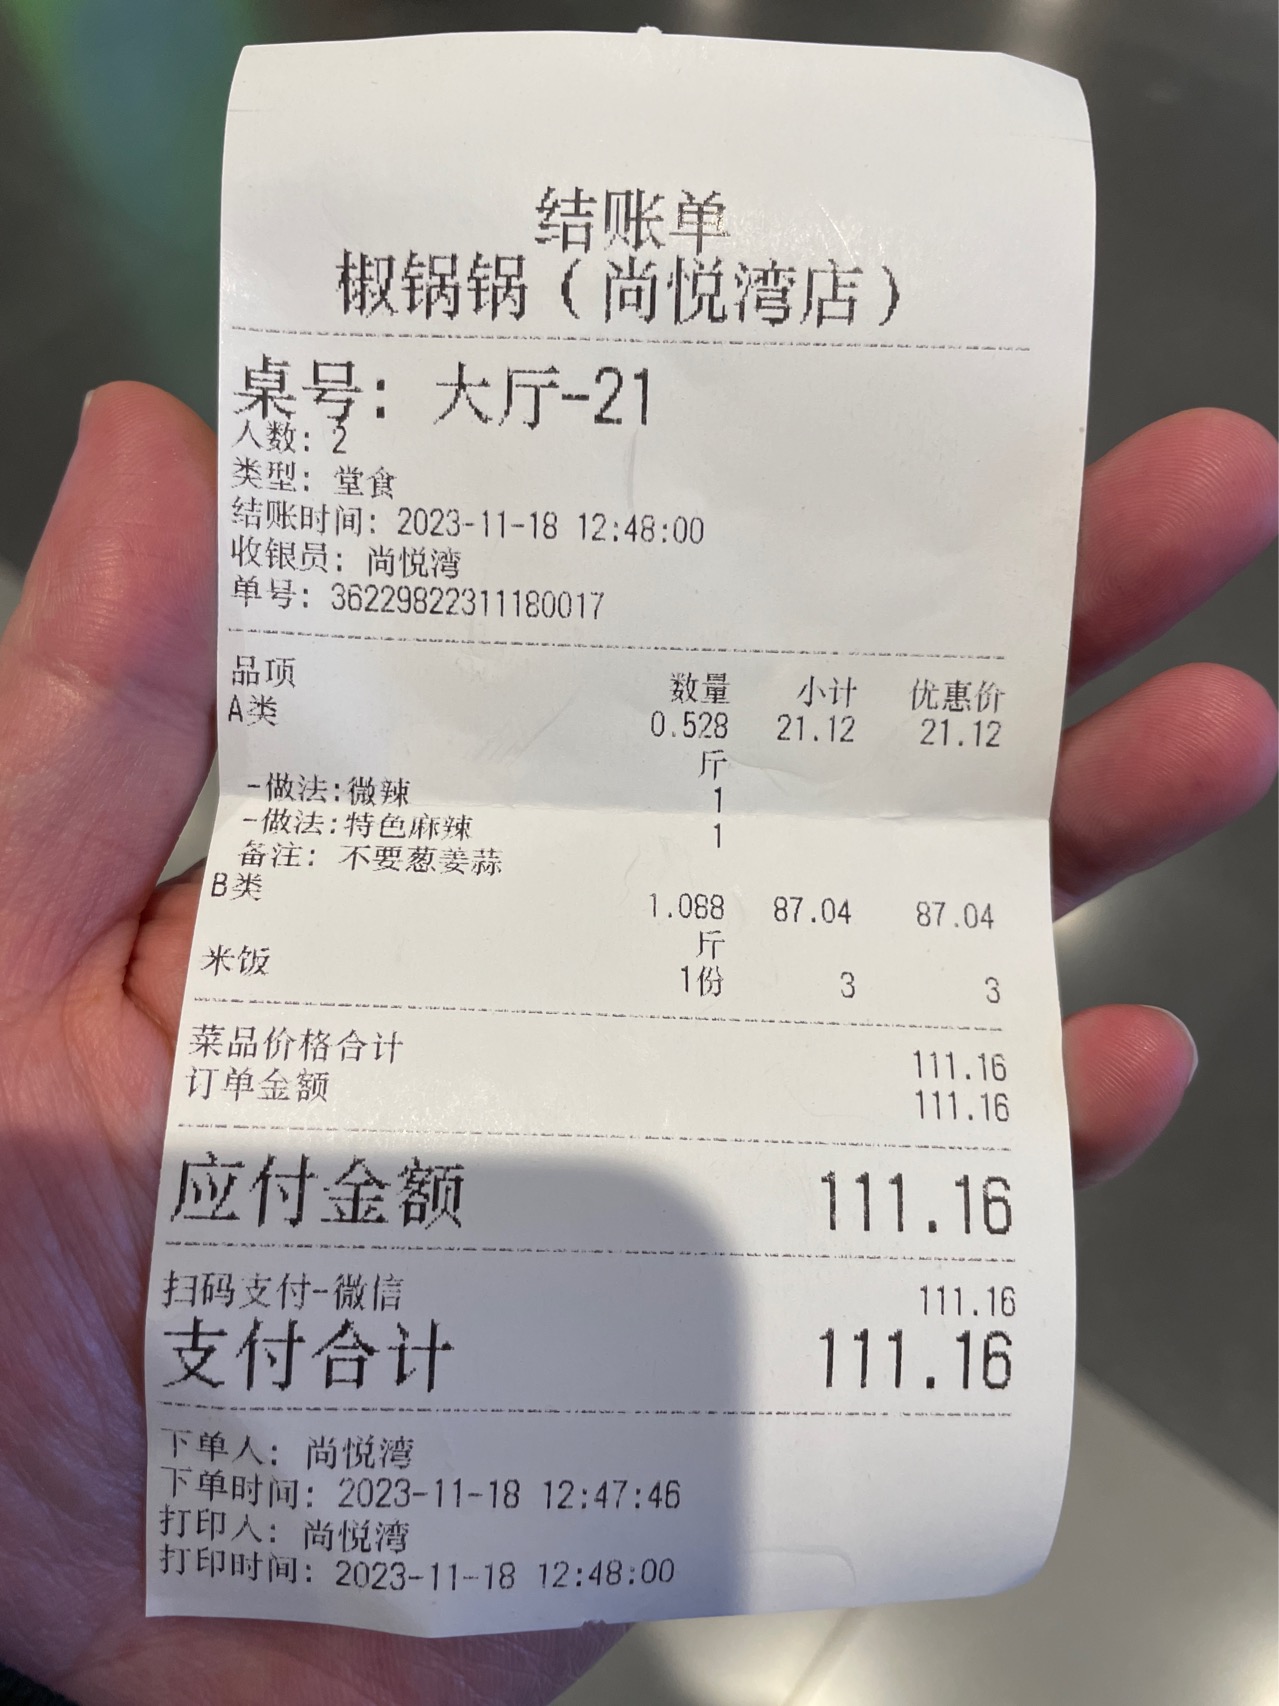 结账单
椒锅锅（尚悦湾店）
桌号：大厅-21
人数：2
类型：堂食
结账时间：2023-11-18 12:48:00
收银员：尚悦湾
单号：36229822311180017
品项 数量 小计 优惠价
A类 0.528 21.12 21.12
斤
-做法:微辣 1
-做法:特色麻辣 1
备注：不要葱姜蒜
B类 1.088 87.04 87.04
斤
米饭 1份 3 3
菜品价格合计 111.16
订单金额 111.16
应付金额 111.16
扫码支付-微信 111.16
支付合计 111.16
下单人：尚悦湾
下单时间：2023-11-18 12:47:46
打印人：尚悦湾
打印时间：2023-11-18 12:48:00